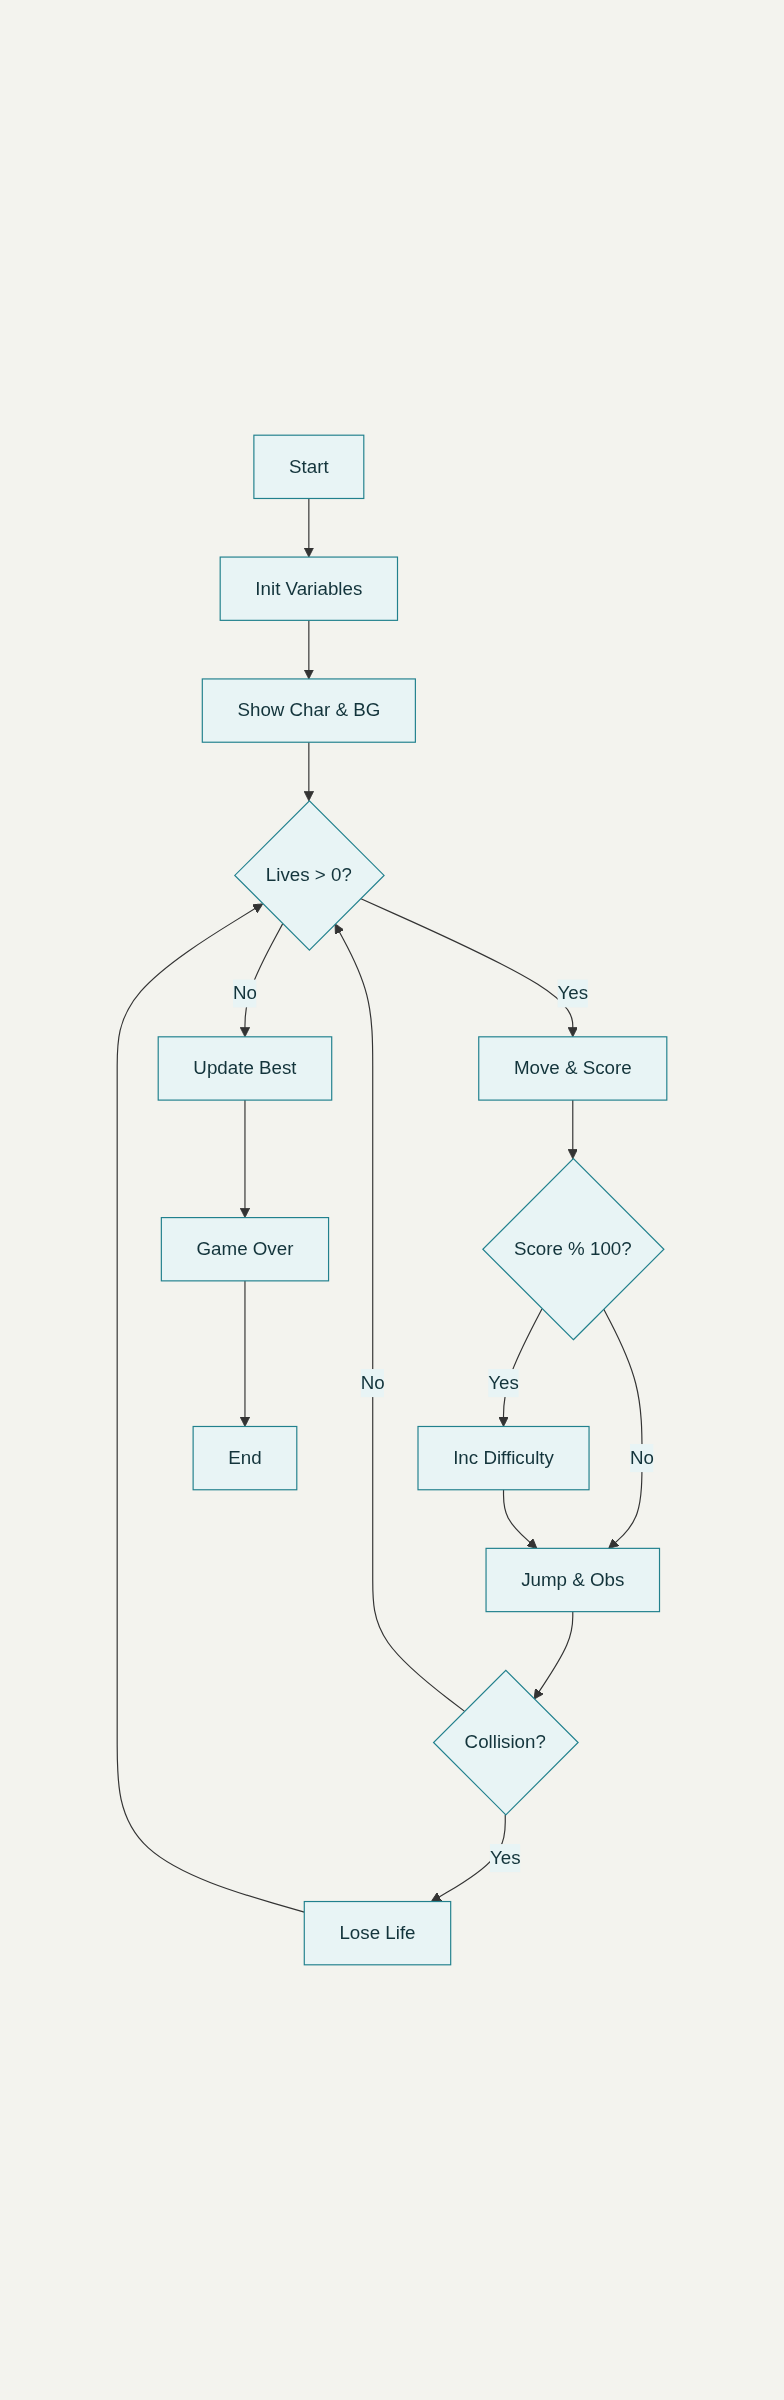 Start
Init Variables
Show Char & BG
Lives > 0?
No
Yes
Update Best
Move & Score
Game Over
Score % 100?
No
Yes
End
Inc Difficulty
No
Jump & Obs
Collision?
Yes
Lose Life